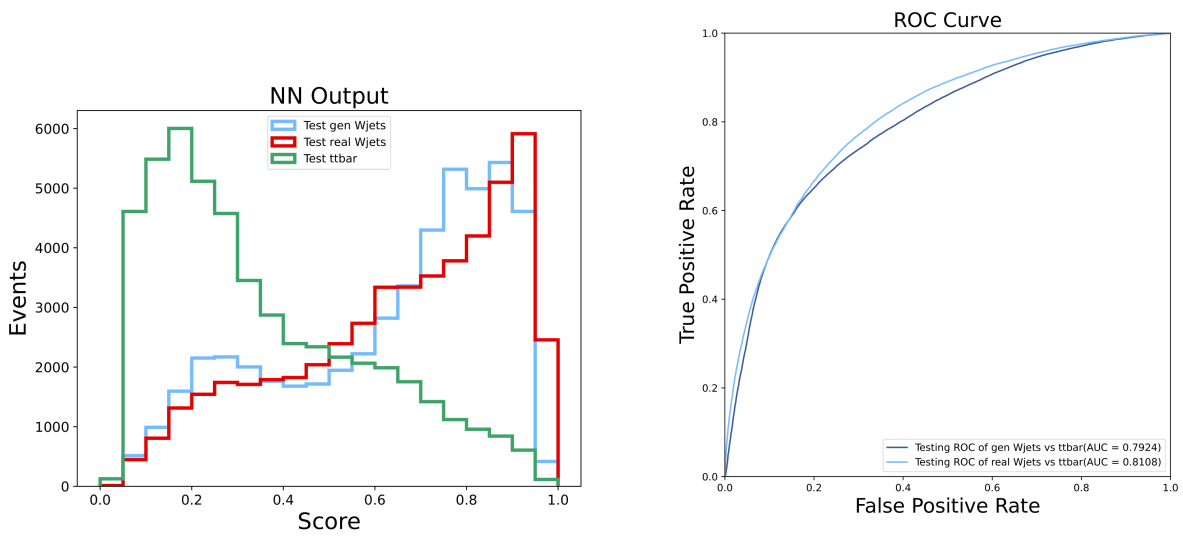 NN Output
Test gen Wjets
Test real Wjets
Test ttbar
Events
6000
5000
4000
3000
2000
1000
0
0.0 0.2 0.4 0.6 0.8 1.0
Score
ROC Curve
True Positive Rate
1.0
0.8
0.6
0.4
0.2
0.0
Testing ROC of gen Wjets vs ttbar(AUC = 0.7924)
Testing ROC of real Wjets vs ttbar(AUC = 0.8108)
0.0 0.2 0.4 0.6 0.8 1.0
False Positive Rate